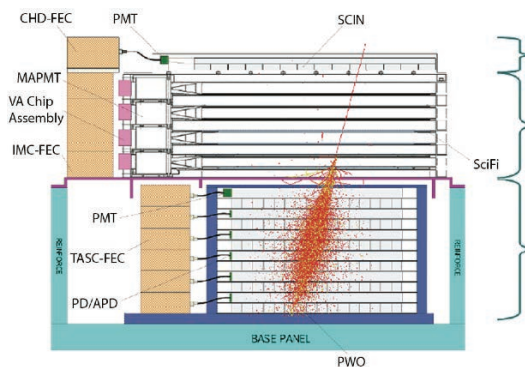 CHD-FEC
PMT
SCIN
MAPMT
VA Chip
Assembly
IMC-FEC
SciFi
PMT
TASC-FEC
PD/APD
REINFORCE
REINFORCE
BASE PANEL
PWO